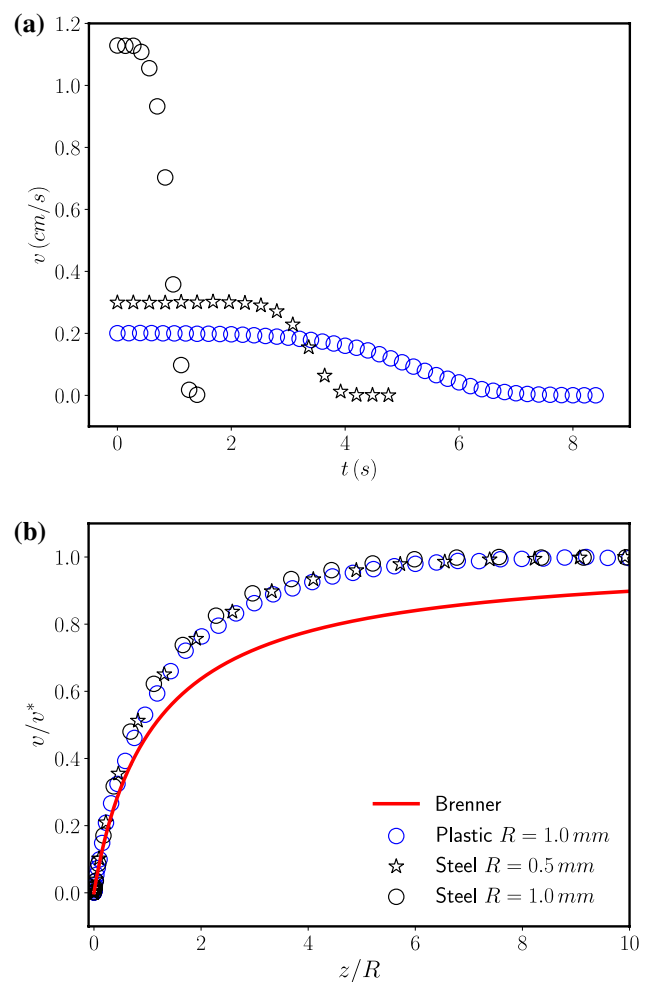 (a)
1.2
1.0
0.8
0.6
0.4
0.2
0.0
v (cm/s)
0 2 4 6 8
t (s)
(b)
1.0
0.8
0.6
0.4
0.2
0.0
v/v*
Brenner
Plastic R = 1.0 mm
Steel R = 0.5 mm
Steel R = 1.0 mm
0 2 4 6 8 10
z/R